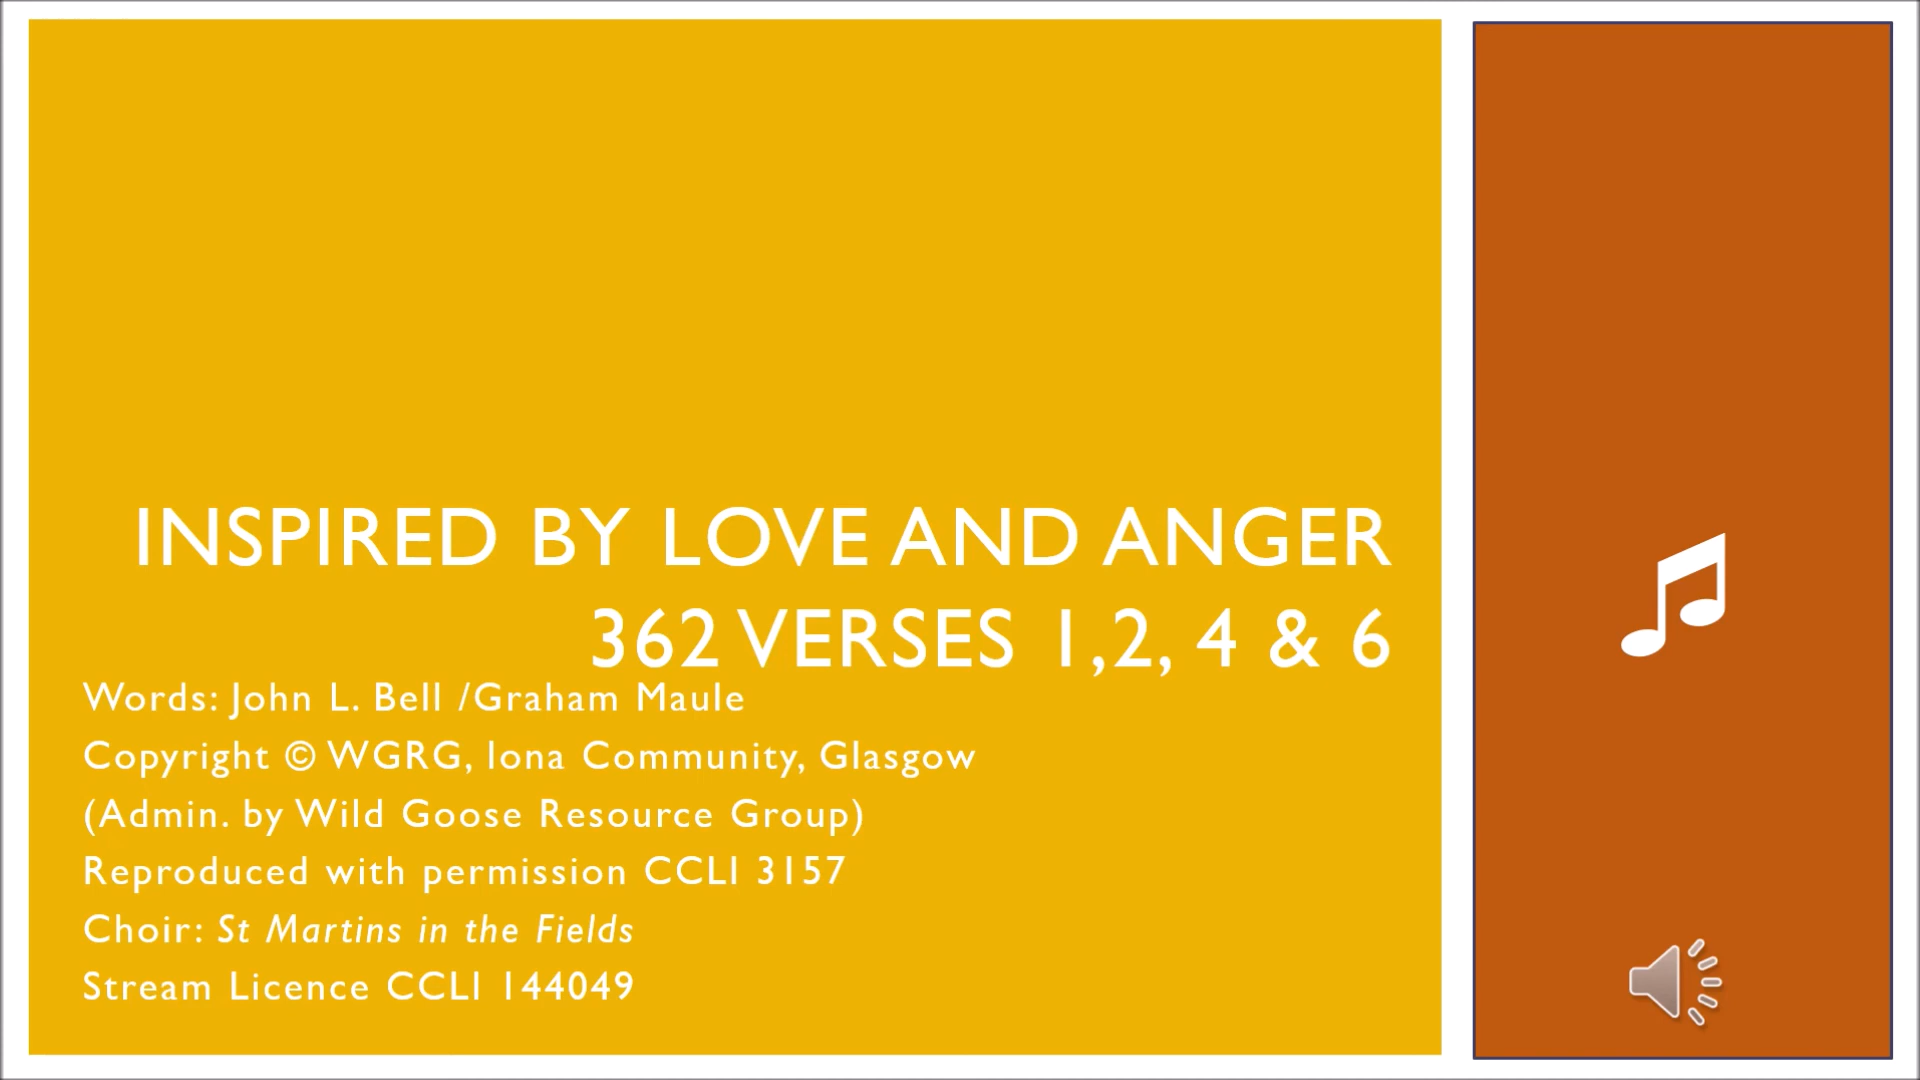 INSPIRED BY LOVE AND ANGER
362 VERSES 1,2, 4 & 6
Words: John L. Bell /Graham Maule
Copyright © WGRG, Iona Community, Glasgow
(Admin. by Wild Goose Resource Group)
Reproduced with permission CCLI 3157
Choir: St Martins in the Fields
Stream Licence CCLI 144049